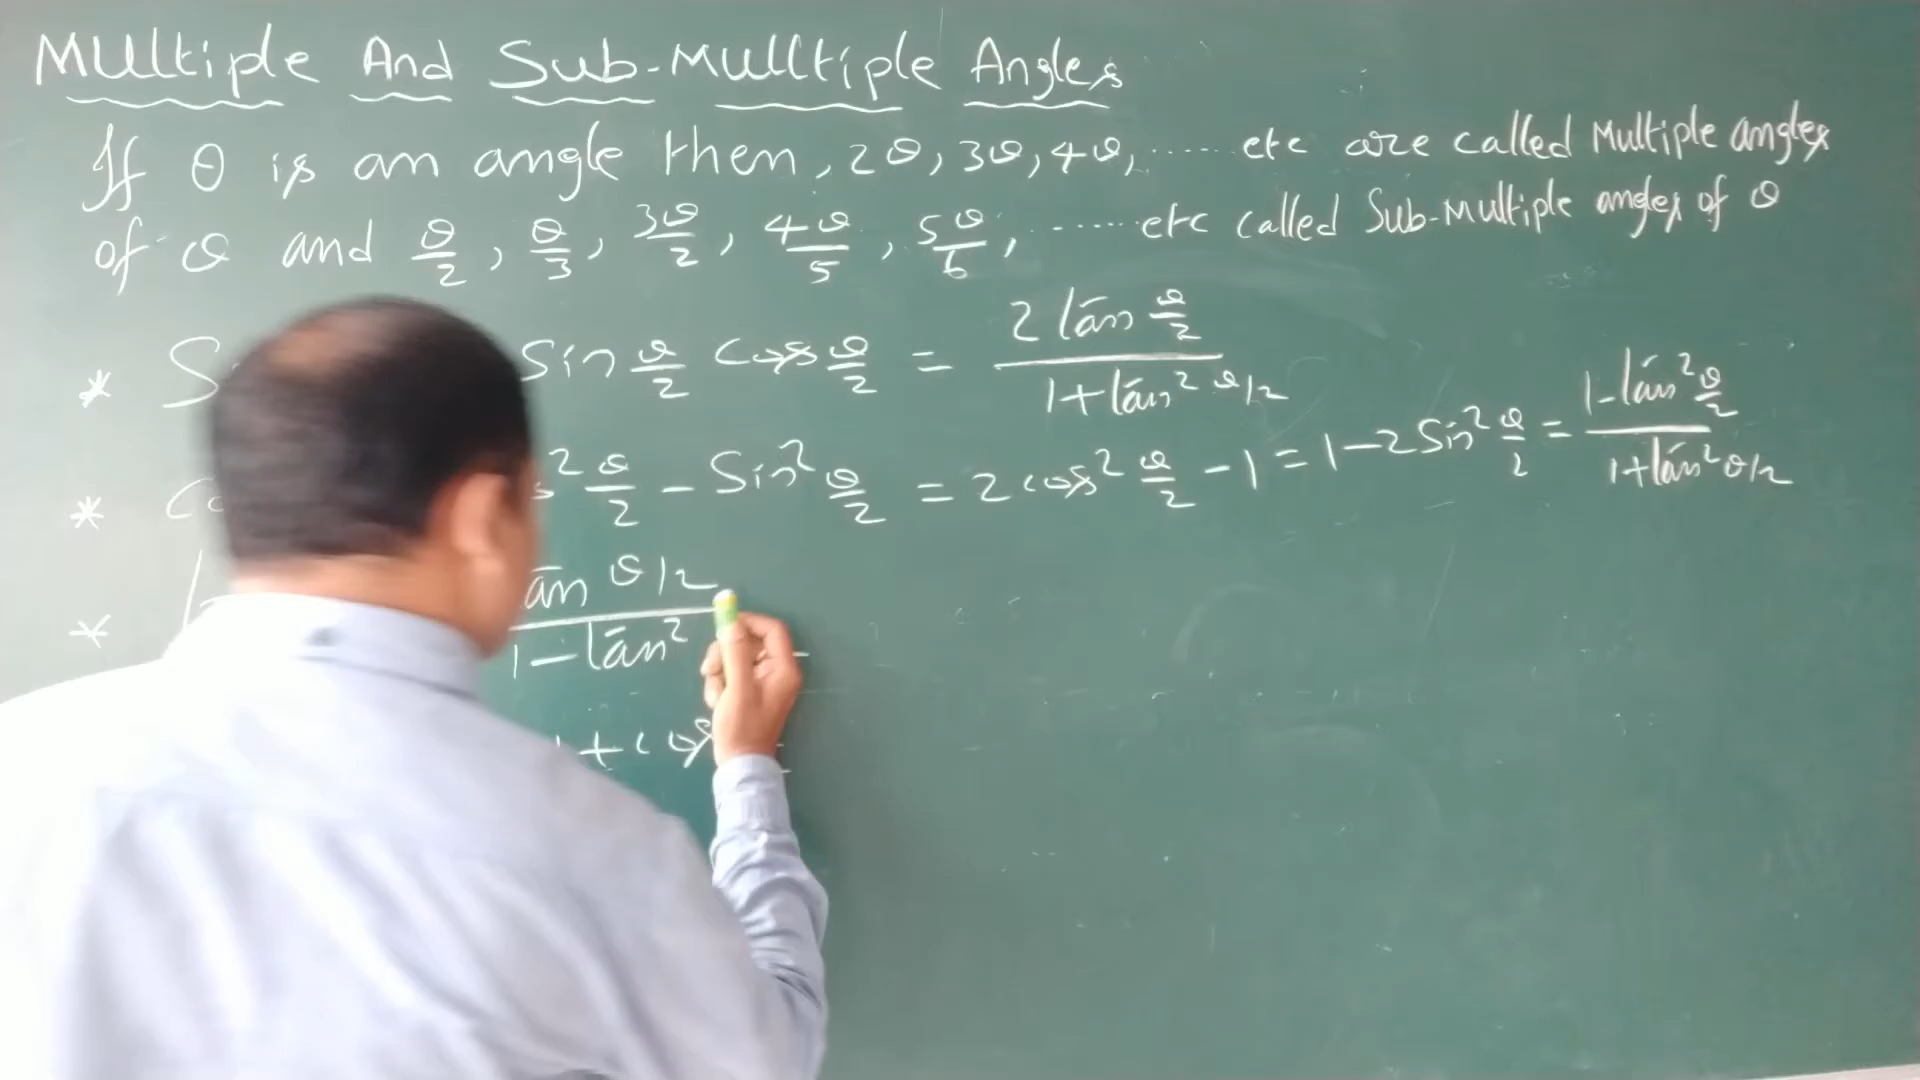 Multiple And Sub-Mulltiple Angles
If θ is an angle then, 2θ, 3θ, 4θ, ...... etc are called Multiple angles
of θ and θ/2, θ/3, 3θ/2, 4θ/5, 5θ/6, ...... etc called Sub-Multiple angles of θ
* Sin θ/2 cos θ/2 = 2 tan θ/2 / 1+tan² θ/2
* ² θ/2 - Sin² θ/2 = 2 cos² θ/2 - 1 = 1-2 Sin² θ/2 = 1-tan² θ/2 / 1+tan² θ/2
* θ/2 / 1-tan²
+ cos